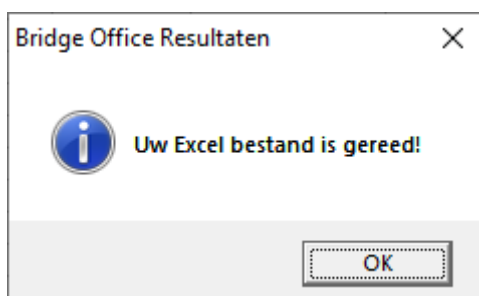 Bridge Office Resultaten
Uw Excel bestand is gereed!
OK